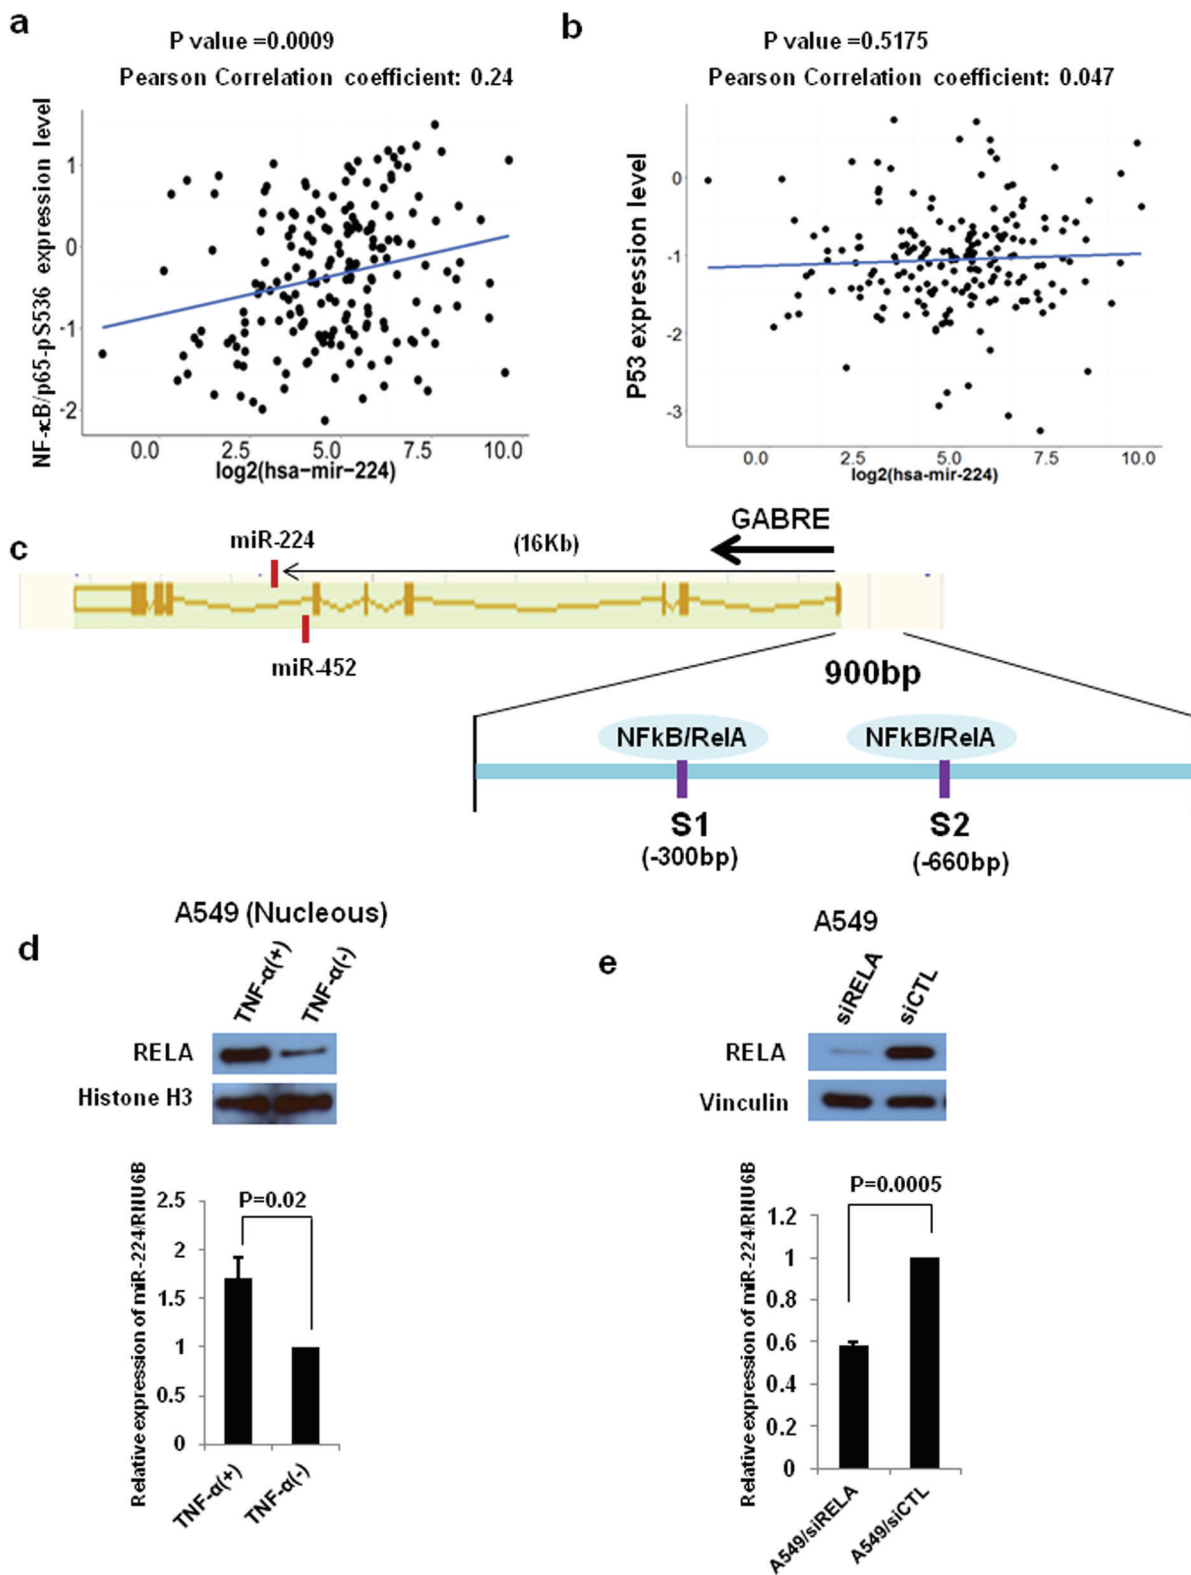 a
P value =0.0009
Pearson Correlation coefficient: 0.24
NF-κB/p65-pS536 expression level
1
0
-1
-2
0.0 2.5 5.0 7.5 10.0
log2(hsa-mir-224)
b
P value =0.5175
Pearson Correlation coefficient: 0.047
P53 expression level
0
-1
-2
-3
0.0 2.5 5.0 7.5 10.0
log2(hsa-mir-224)
c
GABRE
miR-224
(16Kb)
miR-452
900bp
NFkB/RelA NFkB/RelA
S1 S2
(-300bp) (-660bp)
d
A549 (Nucleous)
TNF-α(+) TNF-α(-)
RELA
Histone H3
Relative expression of miR-224/RNU6B
P=0.02
2.5
2
1.5
1
0.5
0
TNF-α(+) TNF-α(-)
e
A549
siRELA siCTL
RELA
Vinculin
Relative expression of miR-224/RNU6B
P=0.0005
1.2
1
0.8
0.6
0.4
0.2
0
A549/siRELA A549/siCTL